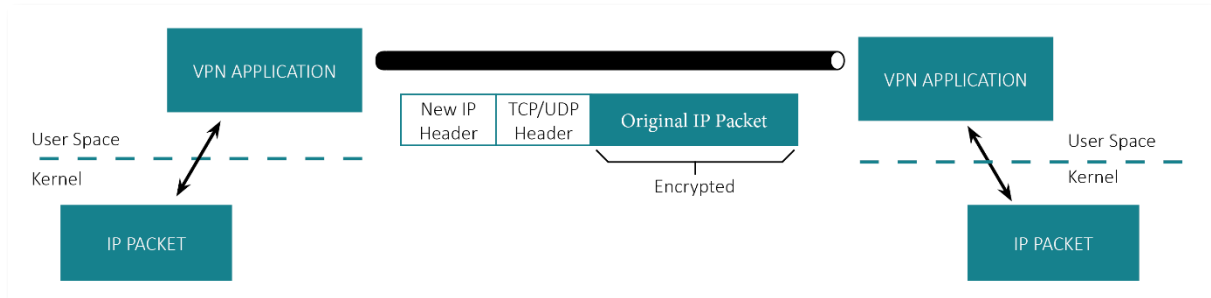 VPN APPLICATION
User Space
Kernel
IP PACKET
New IP
Header
TCP/UDP
Header
Original IP Packet
Encrypted
VPN APPLICATION
User Space
Kernel
IP PACKET